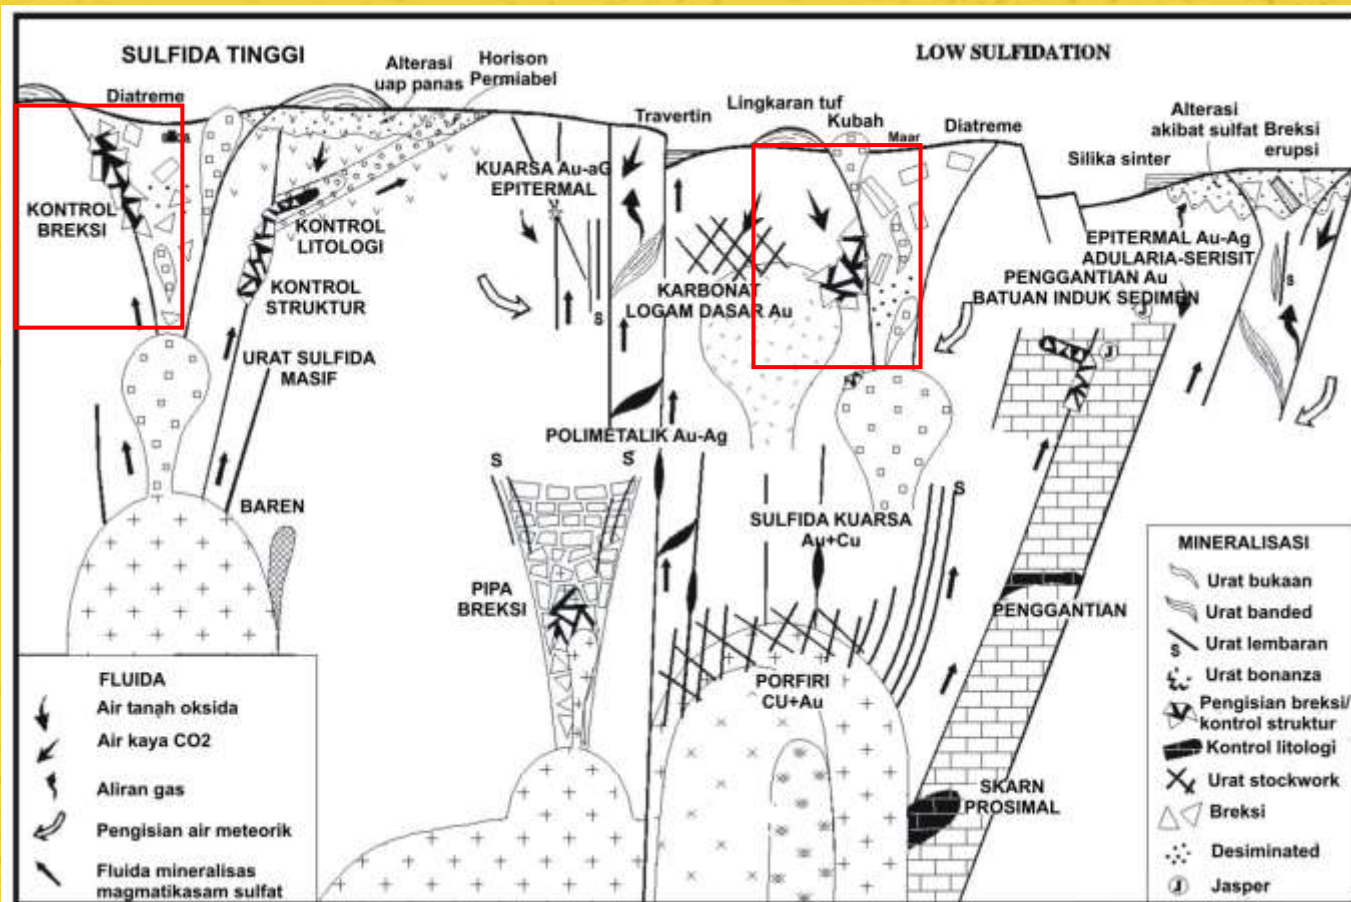 SULFIDA TINGGI
LOW SULFIDATION
Diatreme
Alterasi
uap panas
Horison
Permiabel
Travertin
Lingkaran tuf
Kubah
Maar
Diatreme
Alterasi
akibat sulfat
Breksi
erupsi
Silika sinter
KONTROL
BREKSI
KONTROL
LITOLOGI
KONTROL
STRUKTUR
URAT SULFIDA
MASIF
BAREN
KUARSA Au-aG
EPITERMAL
S
KARBONAT
LOGAM DASAR Au
EPITERMAL Au-Ag
ADULARIA-SERISIT
PENGGANTIAN Au
BATUAN INDUK SEDIMEN
S
J
J
POLIMETALIK Au-Ag
S
S
PIPA
BREKSI
SULFIDA KUARSA
Au+Cu
S
PORFIRI
CU+Au
PENGGANTIAN
SKARN
PROSIMAL
FLUIDA
Air tanah oksida
Air kaya CO2
Aliran gas
Pengisian air meteorik
Fluida mineralisas
magmatikasam sulfat
MINERALISASI
Urat bukaan
Urat banded
S Urat lembaran
Urat bonanza
Pengisian breksi/
kontrol struktur
Kontrol litologi
Urat stockwork
Breksi
Desiminated
J Jasper